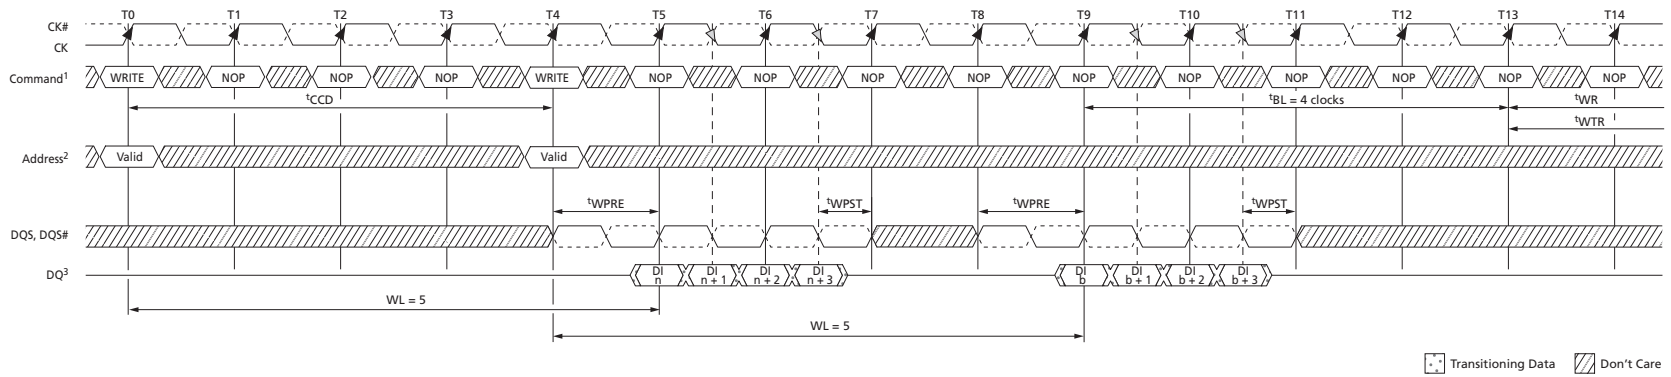 T0 T1 T2 T3 T4 T5 T6 T7 T8 T9 T10 T11 T12 T13 T14
CK#
CK
Command1 WRITE NOP NOP NOP WRITE NOP NOP NOP NOP NOP NOP NOP NOP NOP NOP
tCCD tBL = 4 clocks tWR
tWTR
Address2 Valid Valid
tWPRE tWPST tWPRE tWPST
DQS, DQS#
DQ3 DI n DI n + 1 DI n + 2 DI n + 3 DI b DI b + 1 DI b + 2 DI b + 3
WL = 5
WL = 5
Transitioning Data Don't Care